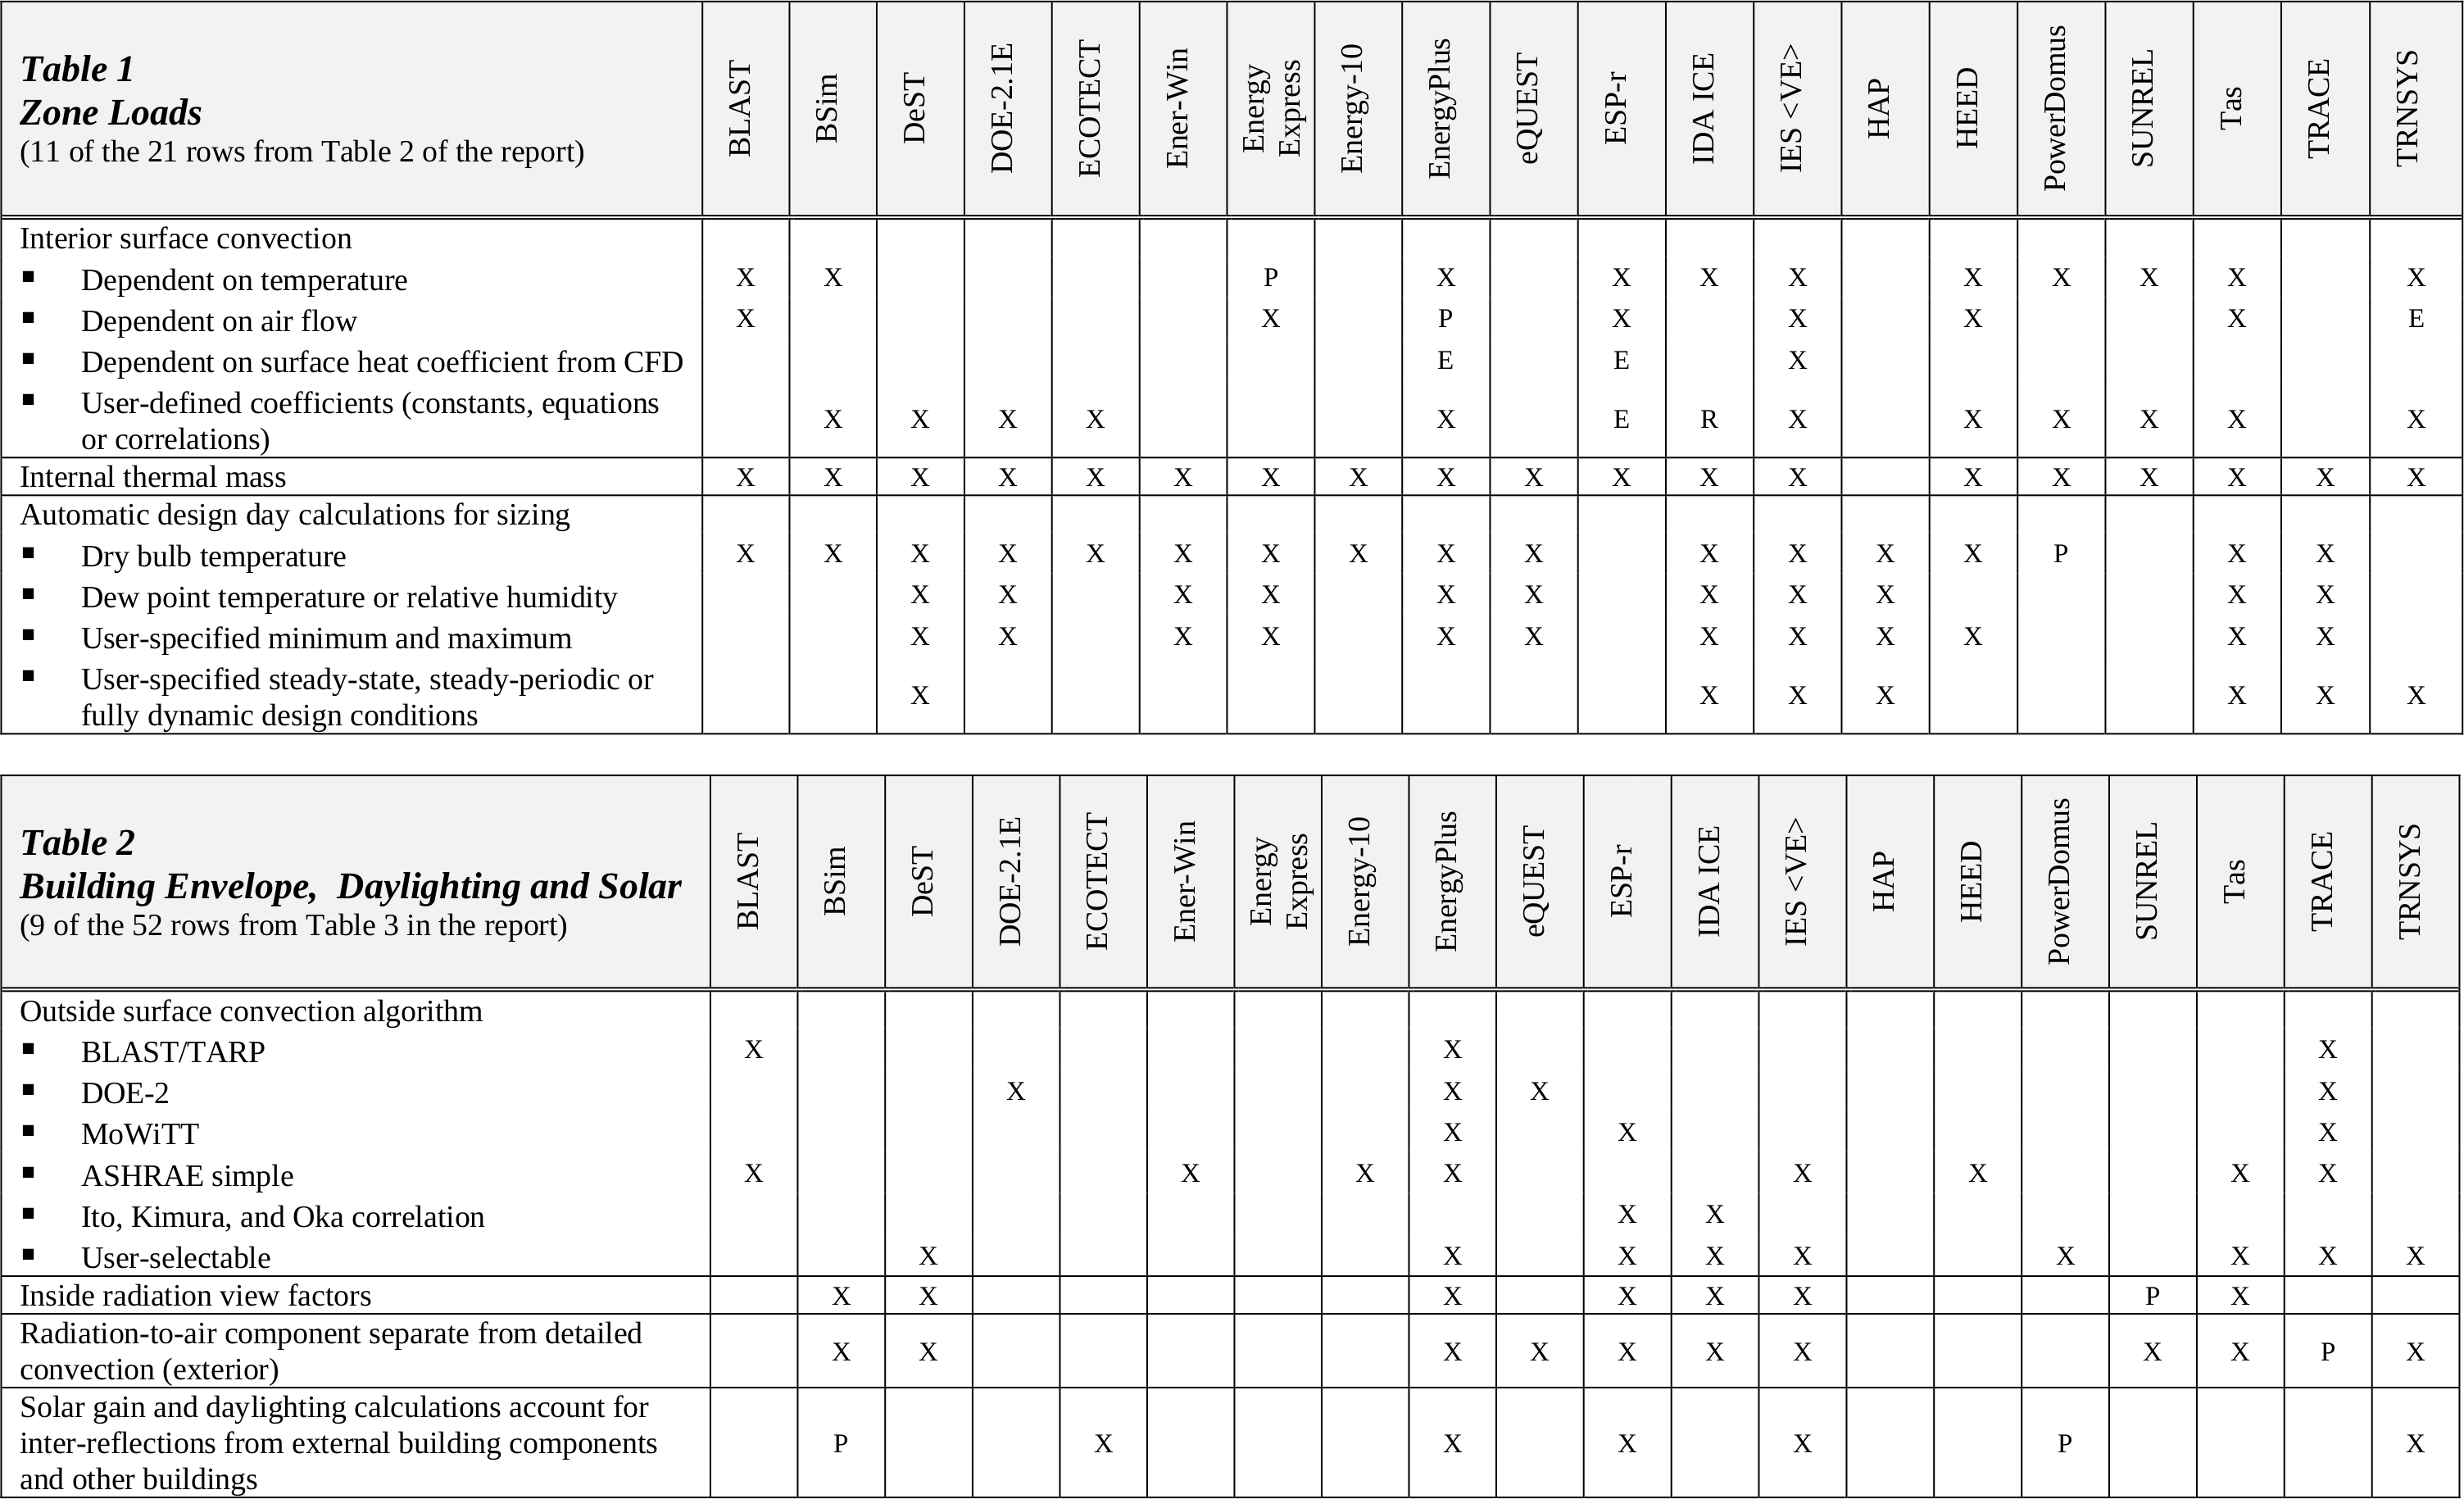 Table 1
Zone Loads
(11 of the 21 rows from Table 2 of the report)
BLAST BSim DeST DOE-2.1E ECOTECT Ener-Win Energy Express Energy-10 EnergyPlus eQUEST ESP-r IDA ICE IES <VE> HAP HEED PowerDomus SUNREL Tas TRACE TRNSYS
Interior surface convection
▪ Dependent on temperature X X P X X X X X X X X X
▪ Dependent on air flow X X P X X X X E
▪ Dependent on surface heat coefficient from CFD E E X
▪ User-defined coefficients (constants, equations
or correlations) X X X X X E R X X X X X X
Internal thermal mass X X X X X X X X X X X X X X X X X X X
Automatic design day calculations for sizing
▪ Dry bulb temperature X X X X X X X X X X X X X X P X X
▪ Dew point temperature or relative humidity X X X X X X X X X X X
▪ User-specified minimum and maximum X X X X X X X X X X X X
▪ User-specified steady-state, steady-periodic or
fully dynamic design conditions X X X X X X X
Table 2
Building Envelope, Daylighting and Solar
(9 of the 52 rows from Table 3 in the report)
BLAST BSim DeST DOE-2.1E ECOTECT Ener-Win Energy Express Energy-10 EnergyPlus eQUEST ESP-r IDA ICE IES <VE> HAP HEED PowerDomus SUNREL Tas TRACE TRNSYS
Outside surface convection algorithm
▪ BLAST/TARP X X X
▪ DOE-2 X X X X
▪ MoWiTT X X X
▪ ASHRAE simple X X X X X X X X
▪ Ito, Kimura, and Oka correlation X X
▪ User-selectable X X X X X X X X X
Inside radiation view factors X X X X X X P X
Radiation-to-air component separate from detailed
convection (exterior) X X X X X X X X X P X
Solar gain and daylighting calculations account for
inter-reflections from external building components P X X X X P X
and other buildings